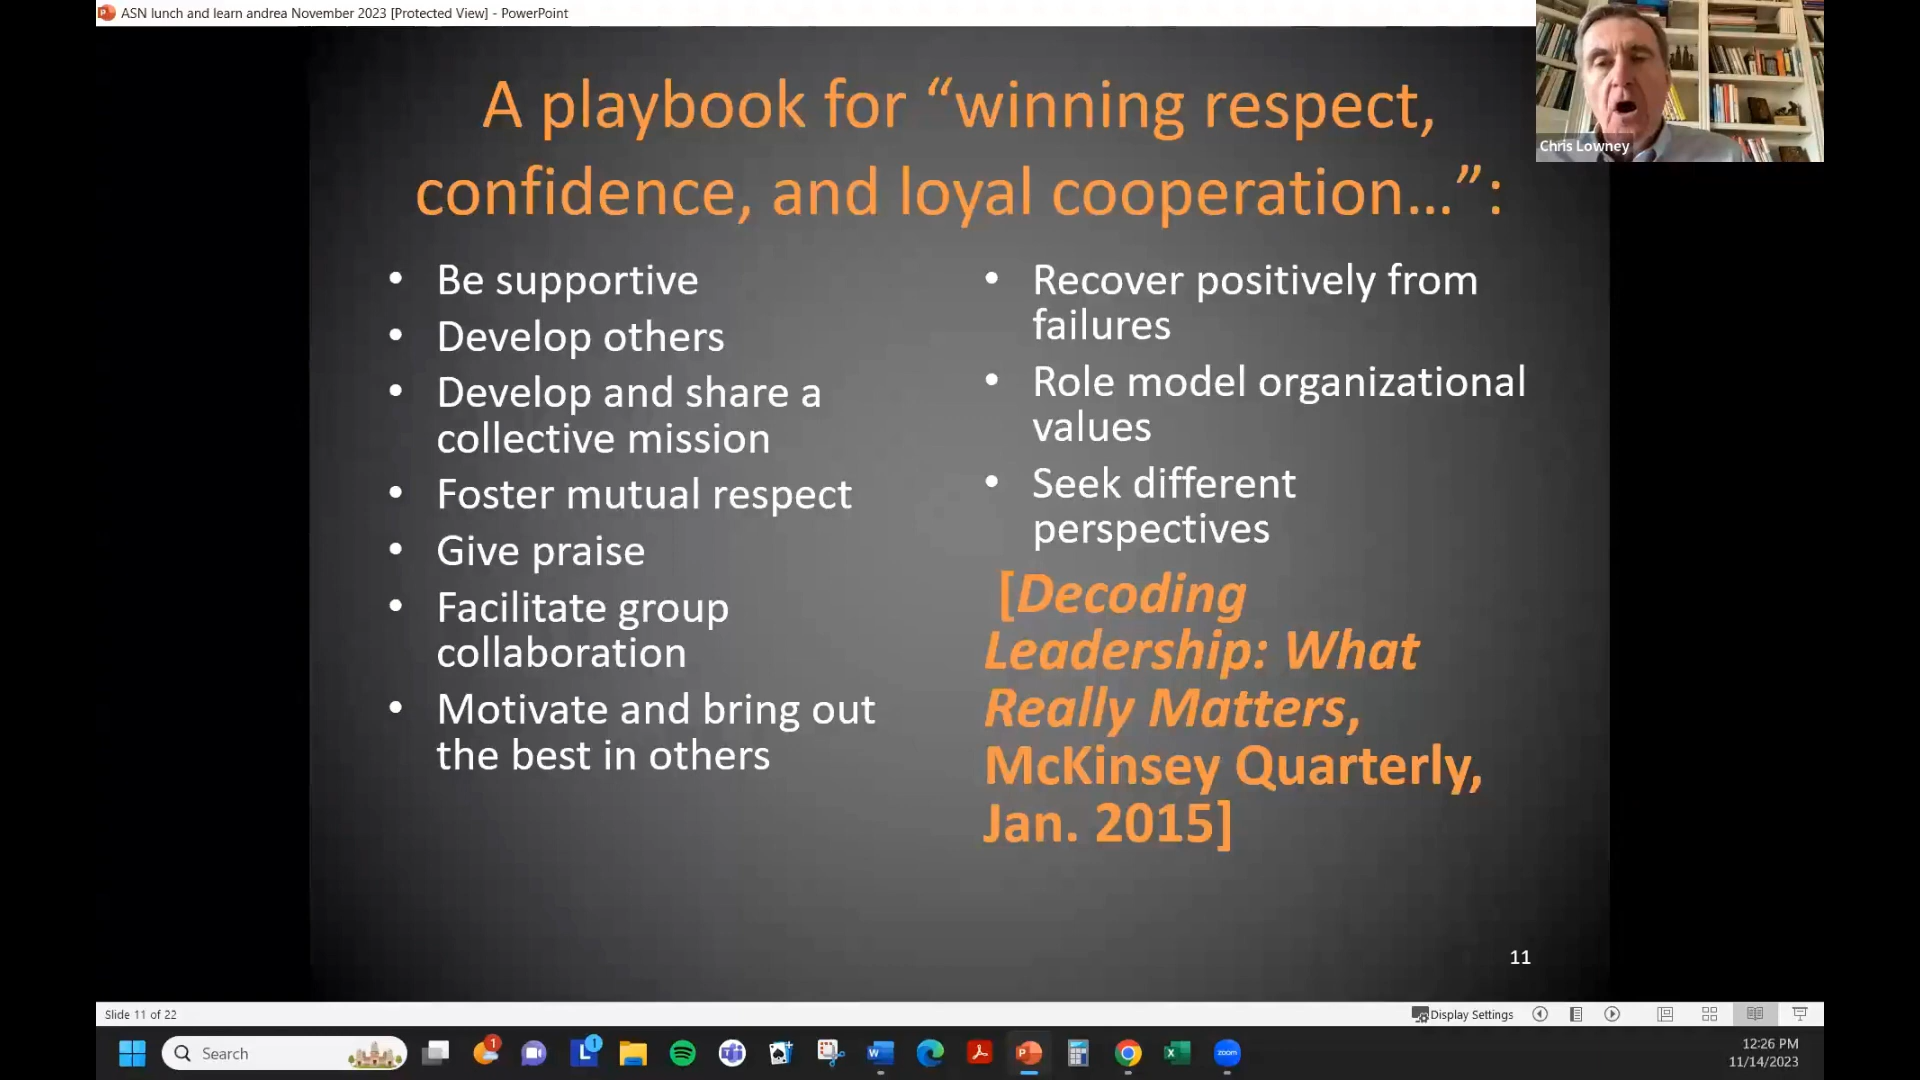 ASN lunch and learn andrea November 2023 [Protected View] - PowerPoint
Chris Lowney
A playbook for “winning respect,
confidence, and loyal cooperation…”:
• Be supportive
• Develop others
• Develop and share a
collective mission
• Foster mutual respect
• Give praise
• Facilitate group
collaboration
• Motivate and bring out
the best in others
• Recover positively from
failures
• Role model organizational
values
• Seek different
perspectives
[Decoding
Leadership: What
Really Matters,
McKinsey Quarterly,
Jan. 2015]
11
Slide 11 of 22
Display Settings
Search
1
L
1
W
zoom
12:26 PM
11/14/2023